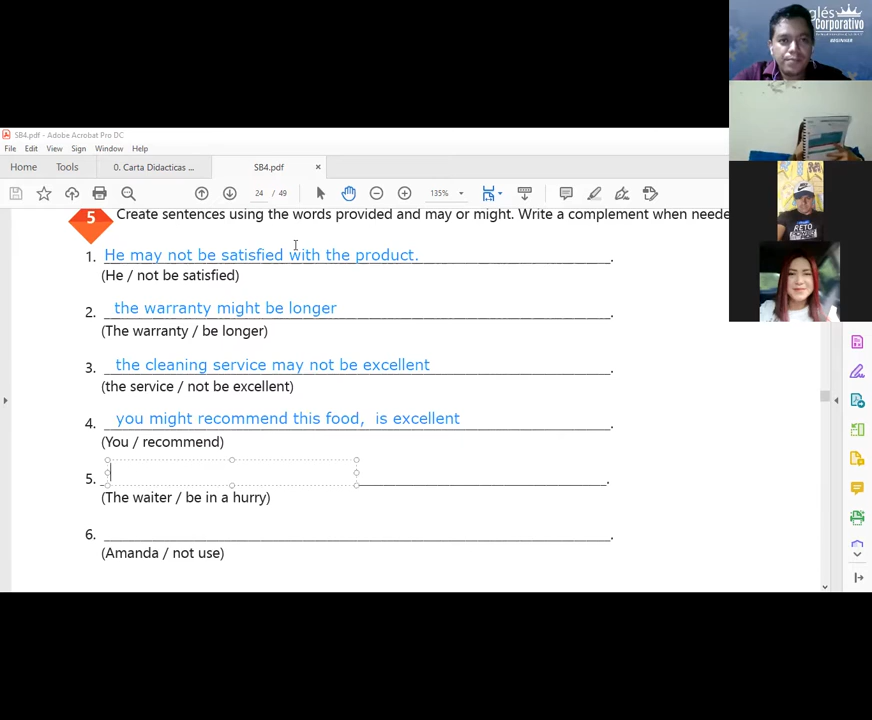 glés
Corporativo
BEGINNER
SB4.pdf - Adobe Acrobat Pro DC
File Edit View Sign Window Help
Home Tools 0. Carta Didacticas ... SB4.pdf ×
24 / 49 135%
5 Create sentences using the words provided and may or might. Write a complement when neede
1. He may not be satisfied with the product. .
(He / not be satisfied)
2. the warranty might be longer .
(The warranty / be longer)
3. the cleaning service may not be excellent .
(the service / not be excellent)
4. you might recommend this food, is excellent .
(You / recommend)
5. .
(The waiter / be in a hurry)
6. .
(Amanda / not use)
RETO